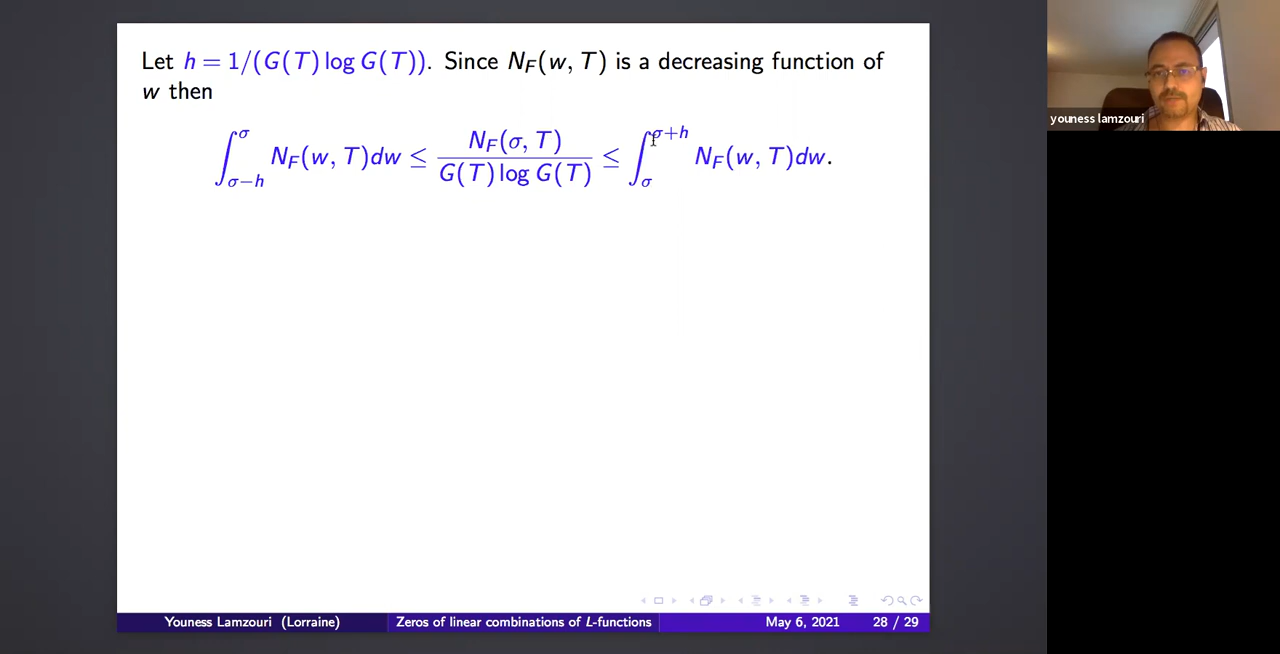 Let h = 1/(G(T) log G(T)). Since N_F(w, T) is a decreasing function of
w then
∫_{σ−h}^{σ} N_F(w, T)dw ≤ N_F(σ, T) / (G(T) log G(T)) ≤ ∫_{σ}^{σ+h} N_F(w, T)dw.
youness lamzouri
Youness Lamzouri (Lorraine) Zeros of linear combinations of L-functions May 6, 2021 28 / 29